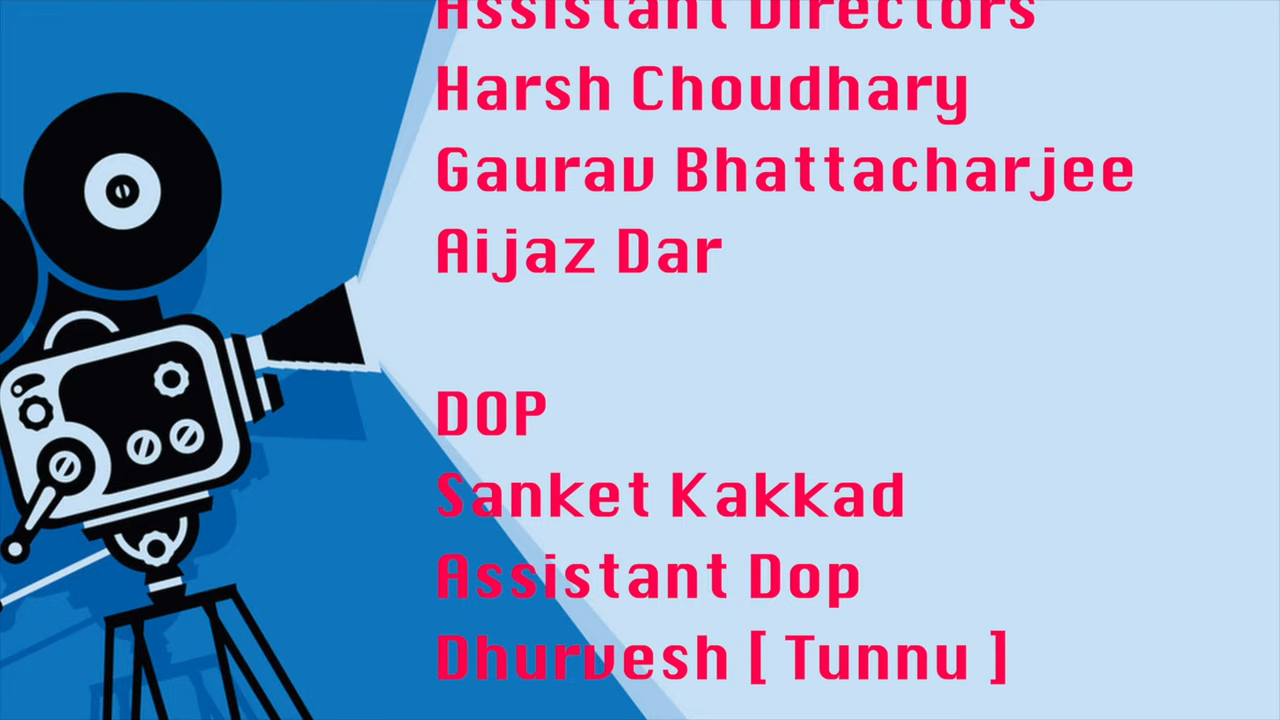 Assistant Directors
Harsh Choudhary
Gaurav Bhattacharjee
Aijaz Dar
DOP
Sanket Kakkad
Assistant Dop
Dhurvesh [ Tunnu ]